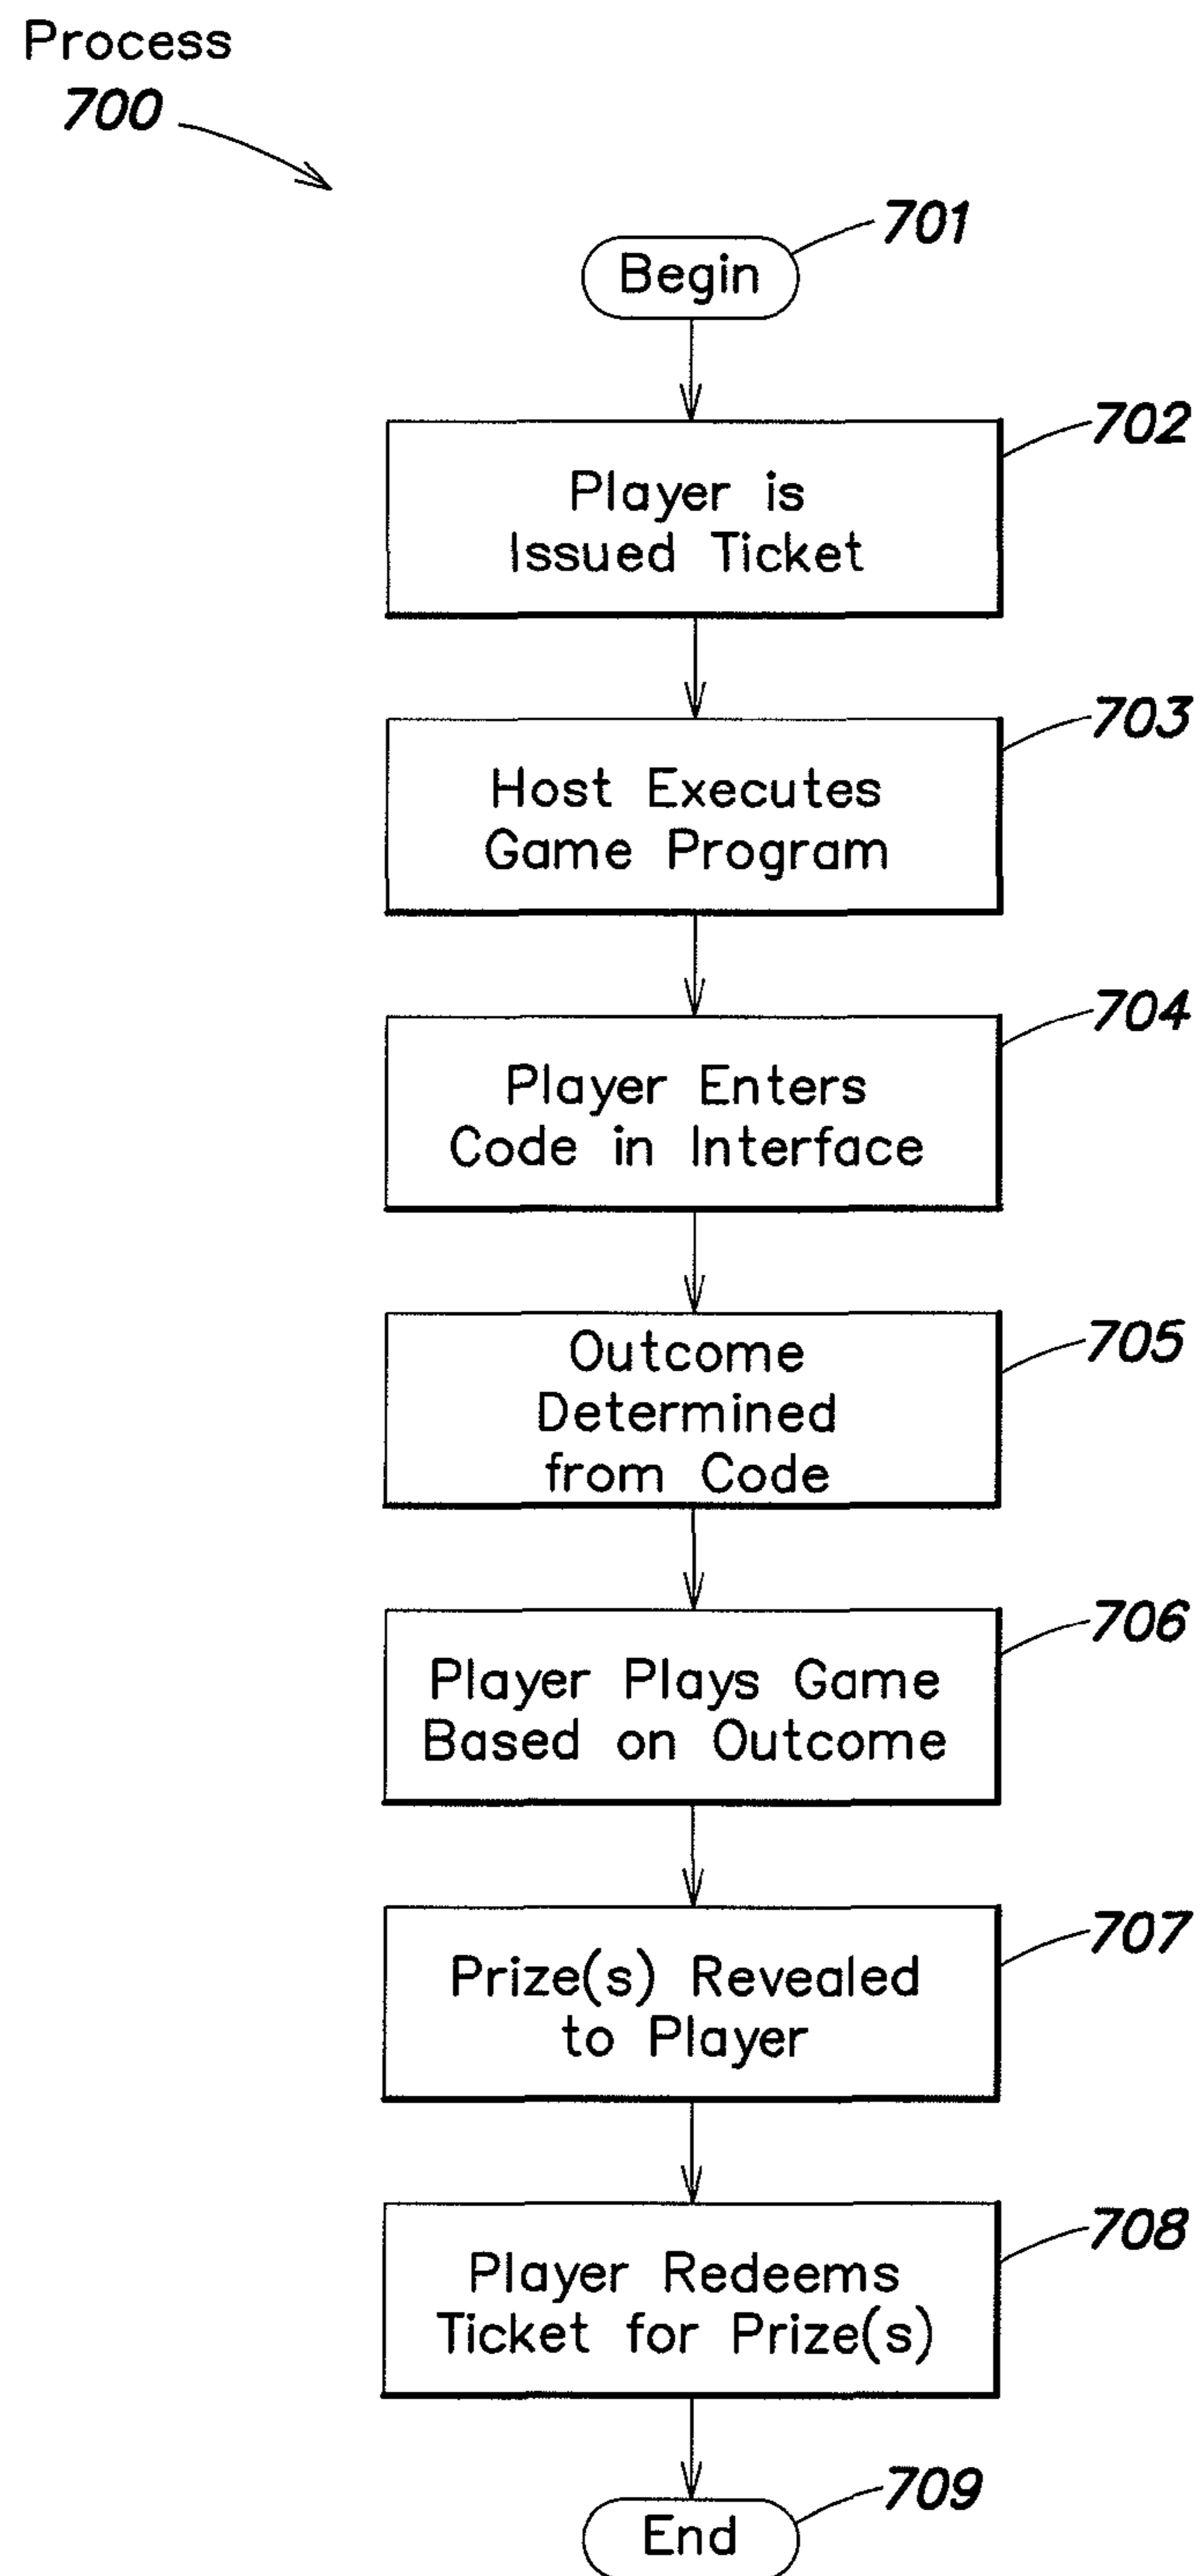 Process
700
701
Begin
702
Player is
Issued Ticket
703
Host Executes
Game Program
704
Player Enters
Code in Interface
705
Outcome
Determined
from Code
706
Player Plays Game
Based on Outcome
707
Prize(s) Revealed
to Player
708
Player Redeems
Ticket for Prize(s)
709
End